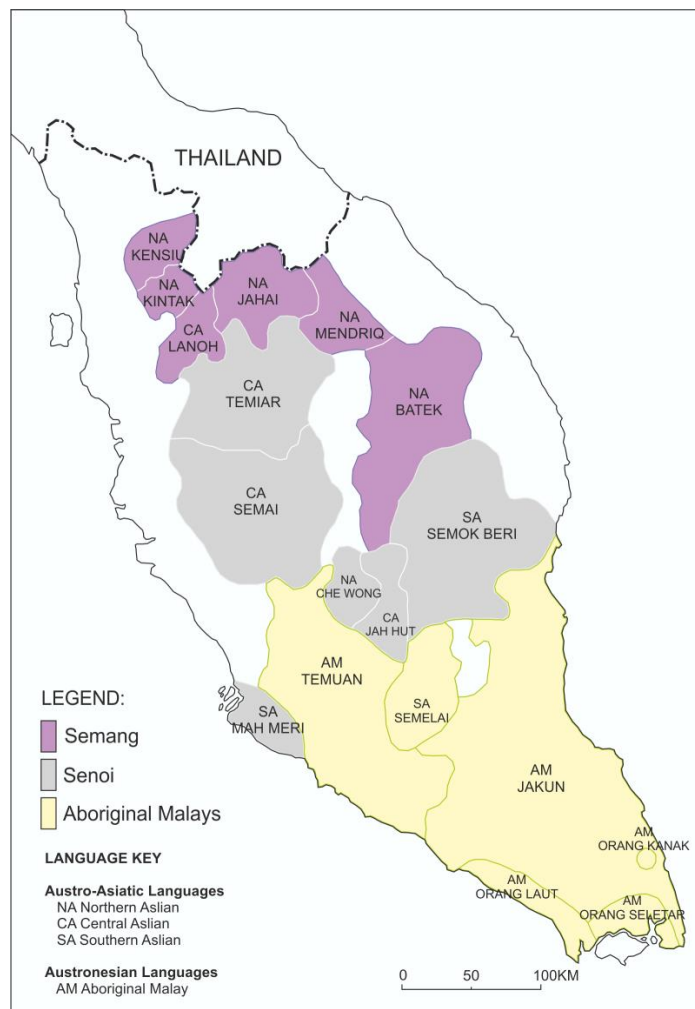 THAILAND
NA
KENSIU
NA
KINTAK
NA
JAHAI
CA
LANOH
NA
MENDRIQ
CA
TEMIAR
NA
BATEK
CA
SEMAI
SA
SEMOK BERI
NA
CHE WONG
CA
JAH HUT
AM
TEMUAN
SA
SEMELAI
SA
MAH MERI
AM
JAKUN
AM
ORANG KANAK
AM
ORANG LAUT
AM
ORANG SELETAR
LEGEND:
Semang
Senoi
Aboriginal Malays
LANGUAGE KEY
Austro-Asiatic Languages
NA Northern Aslian
CA Central Aslian
SA Southern Aslian
Austronesian Languages
AM Aboriginal Malay
0 50 100KM